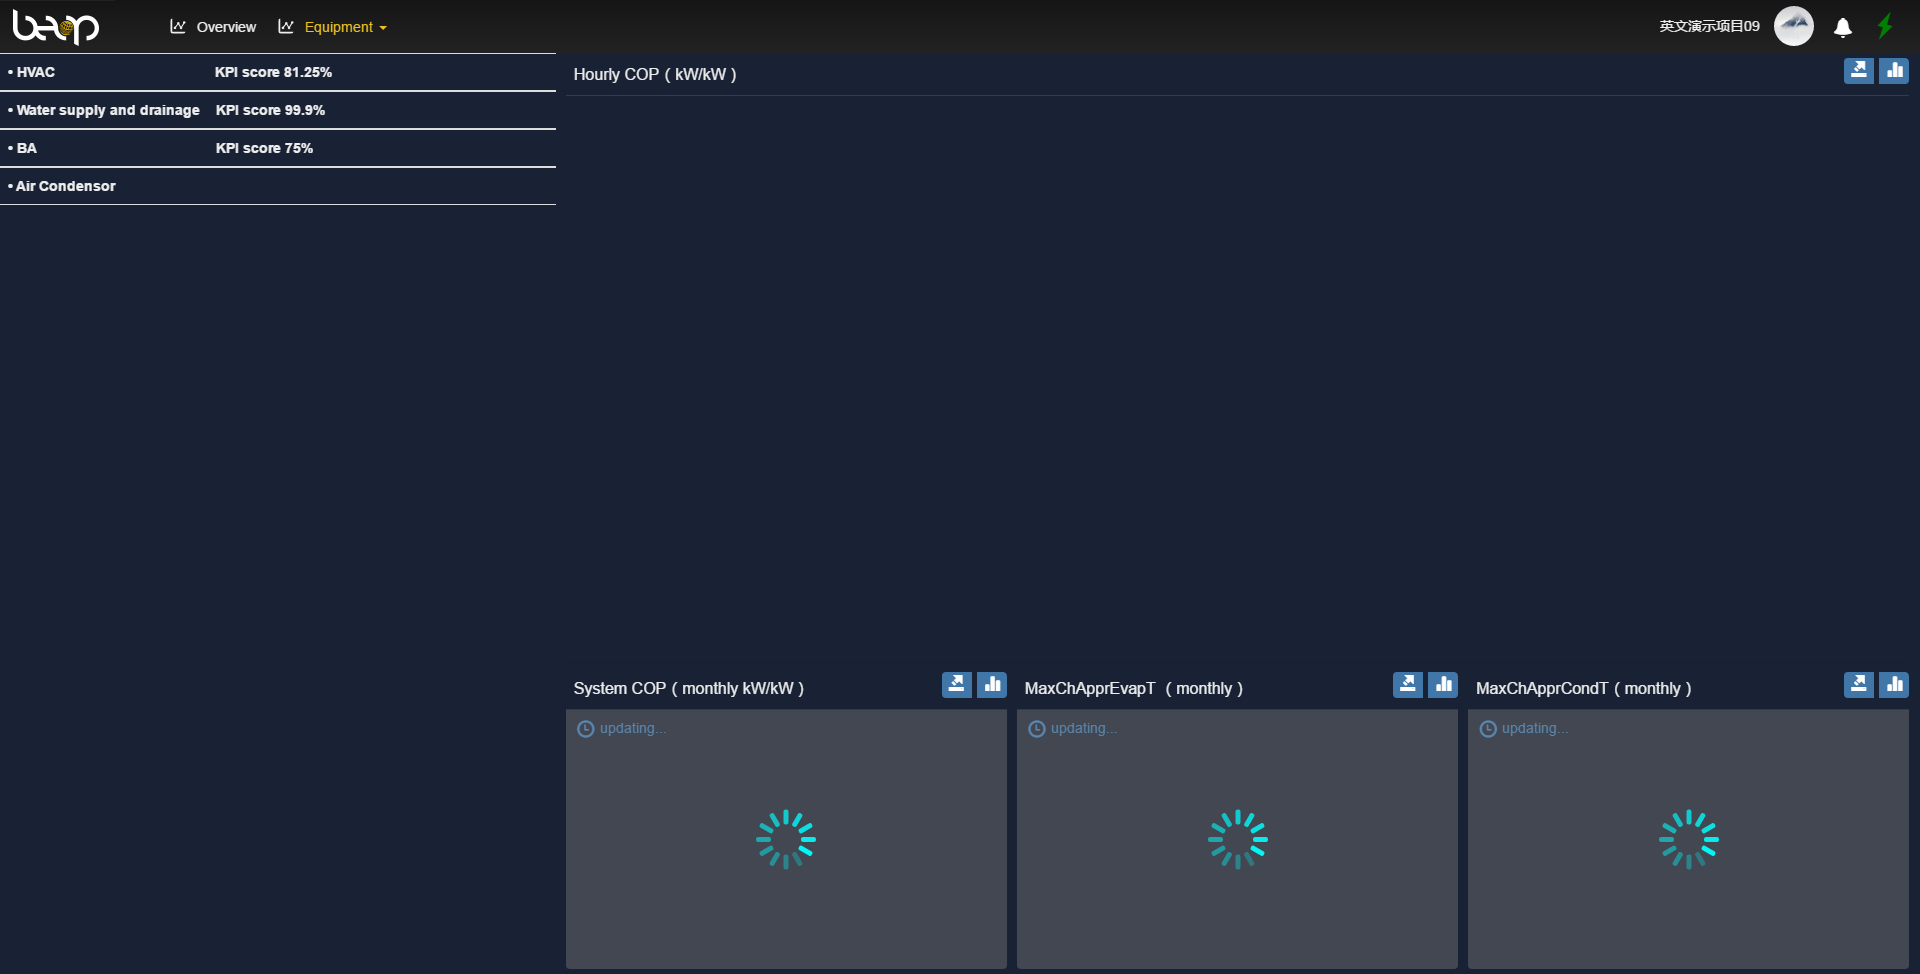 beop
Overview
Equipment
英文演示项目09
• HVAC KPI score 81.25%
• Water supply and drainage KPI score 99.9%
• BA KPI score 75%
• Air Condensor
Hourly COP ( kW/kW )
System COP ( monthly kW/kW )
updating...
MaxChApprEvapT ( monthly )
updating...
MaxChApprCondT ( monthly )
updating...